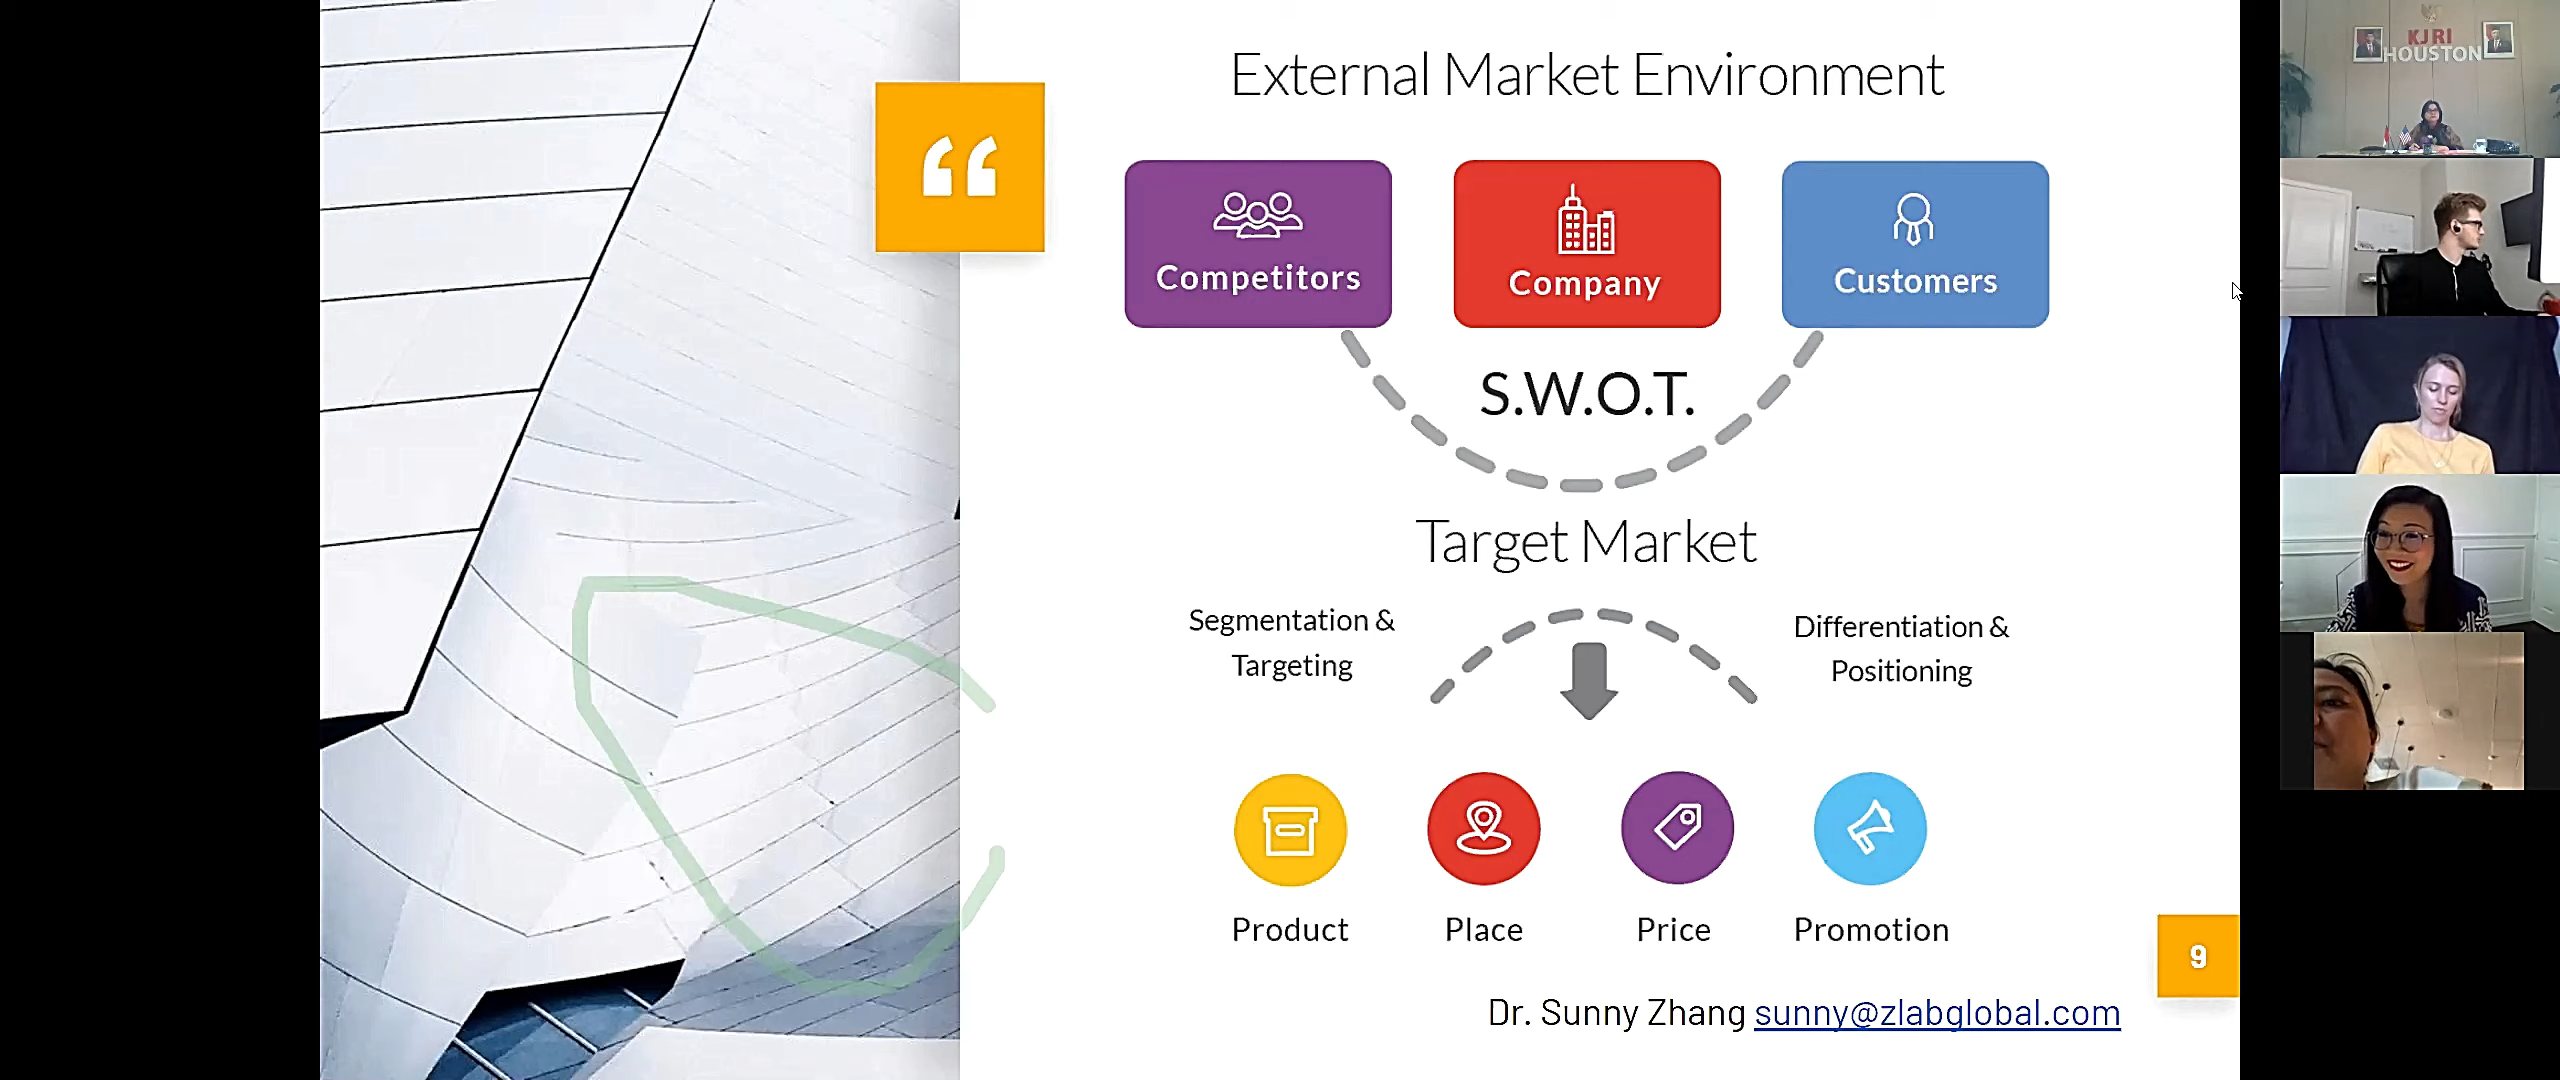 External Market Environment
“
Competitors
Company
Customers
S.W.O.T.
Target Market
Segmentation &
Targeting
Differentiation &
Positioning
Product
Place
Price
Promotion
9
Dr. Sunny Zhang sunny@zlabglobal.com
KJRI
HOUSTON